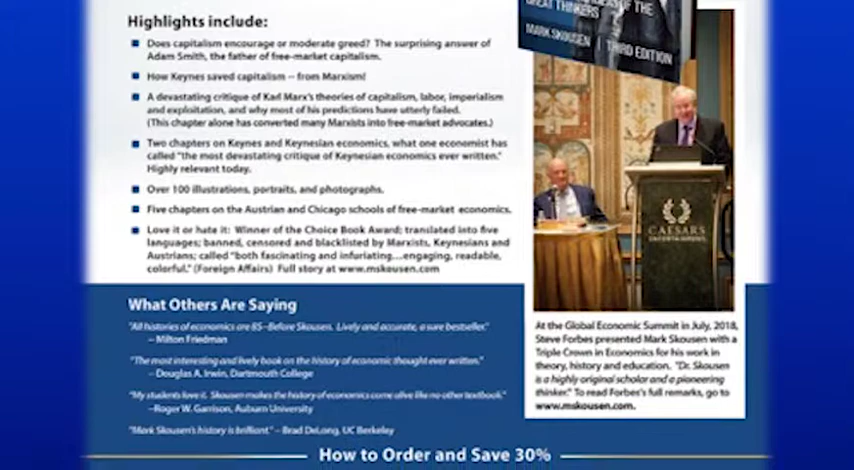 Highlights include:
Does capitalism encourage or moderate greed? The surprising answer of
Adam Smith, the father of free-market capitalism.
How Keynes saved capitalism -- from Marxism!
A devastating critique of Karl Marx's theories of capitalism, labor, imperialism
and exploitation, and why most of his predictions have utterly failed.
(This chapter alone has converted many Marxists into free-market advocates.)
Two chapters on Keynes and Keynesian economics, what one economist has
called "the most devastating critique of Keynesian economics ever written."
Highly relevant today.
Over 100 illustrations, portraits, and photographs.
Five chapters on the Austrian and Chicago schools of free-market economics.
Love it or hate it: Winner of the Choice Book Award; translated into five
languages; banned, censored and blacklisted by Marxists, Keynesians and
Austrians; called "both fascinating and infuriating...engaging, readable,
colorful." (Foreign Affairs) Full story at www.mskousen.com
OF THE
GREAT THINKERS
MARK SKOUSEN | THIRD EDITION
CAESARS
ENTERTAINMENT
At the Global Economic Summit in July, 2018,
Steve Forbes presented Mark Skousen with a
Triple Crown in Economics for his work in
theory, history and education. "Dr. Skousen
is a highly original scholar and a pioneering
thinker." To read Forbes's full remarks, go to
www.mskousen.com.
What Others Are Saying
"All histories of economics are BS--Before Skousen. Lively and accurate, a sure bestseller."
– Milton Friedman
"The most interesting and lively book on the history of economic thought ever written."
– Douglas A. Irwin, Dartmouth College
"My students love it. Skousen makes the history of economics come alive like no other textbook."
–Roger W. Garrison, Auburn University
"Mark Skousen's history is brilliant." – Brad DeLong, UC Berkeley
How to Order and Save 30%